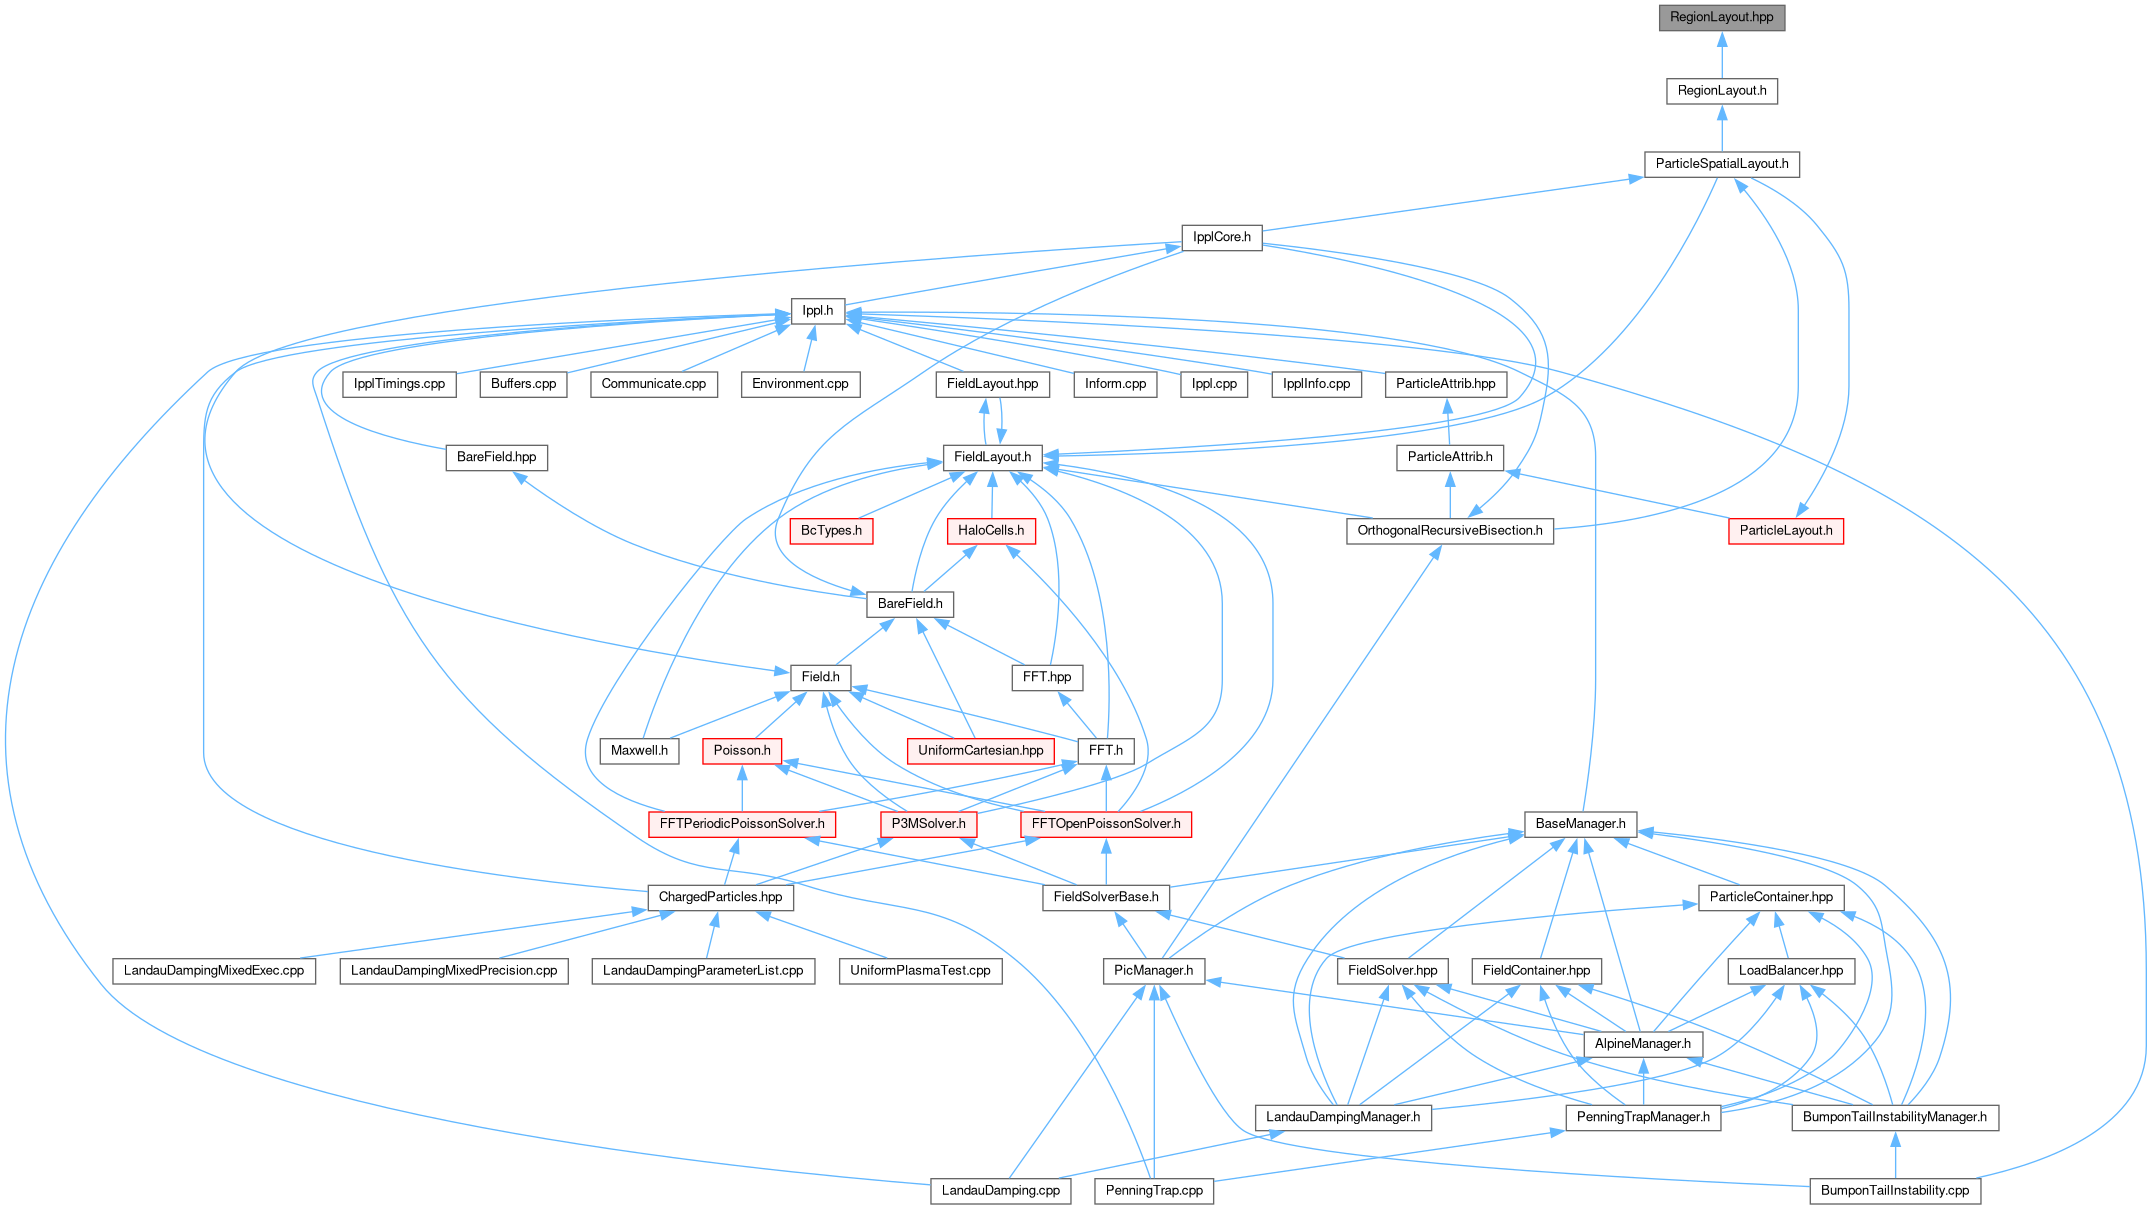 RegionLayout.hpp
RegionLayout.h
ParticleSpatialLayout.h
IpplCore.h
Ippl.h
IpplTimings.cpp
Buffers.cpp
Communicate.cpp
Environment.cpp
FieldLayout.hpp
Inform.cpp
Ippl.cpp
IpplInfo.cpp
ParticleAttrib.hpp
BareField.hpp
FieldLayout.h
ParticleAttrib.h
BcTypes.h
HaloCells.h
OrthogonalRecursiveBisection.h
ParticleLayout.h
BareField.h
Field.h
FFT.hpp
Maxwell.h
Poisson.h
UniformCartesian.hpp
FFT.h
FFTPeriodicPoissonSolver.h
P3MSolver.h
FFTOpenPoissonSolver.h
BaseManager.h
ChargedParticles.hpp
FieldSolverBase.h
ParticleContainer.hpp
LandauDampingMixedExec.cpp
LandauDampingMixedPrecision.cpp
LandauDampingParameterList.cpp
UniformPlasmaTest.cpp
PicManager.h
FieldSolver.hpp
FieldContainer.hpp
LoadBalancer.hpp
AlpineManager.h
LandauDampingManager.h
PenningTrapManager.h
BumponTailInstabilityManager.h
LandauDamping.cpp
PenningTrap.cpp
BumponTailInstability.cpp